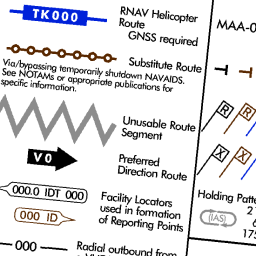 TK000
RNAV Helicopter
Route
GNSS required
Substitute Route
Via/bypassing temporarily shutdown NAVAIDS.
See NOTAMs or appropriate publications for
specific information.
Unusable Route
Segment
V0
Preferred
Direction Route
000.0 IDT 000
000 ID
Facility Locators
used in formation
of Reporting Points
000
Radial outbound from
MAA-0
R
R
X
X
Holding Patte
2
6
175
(IAS)